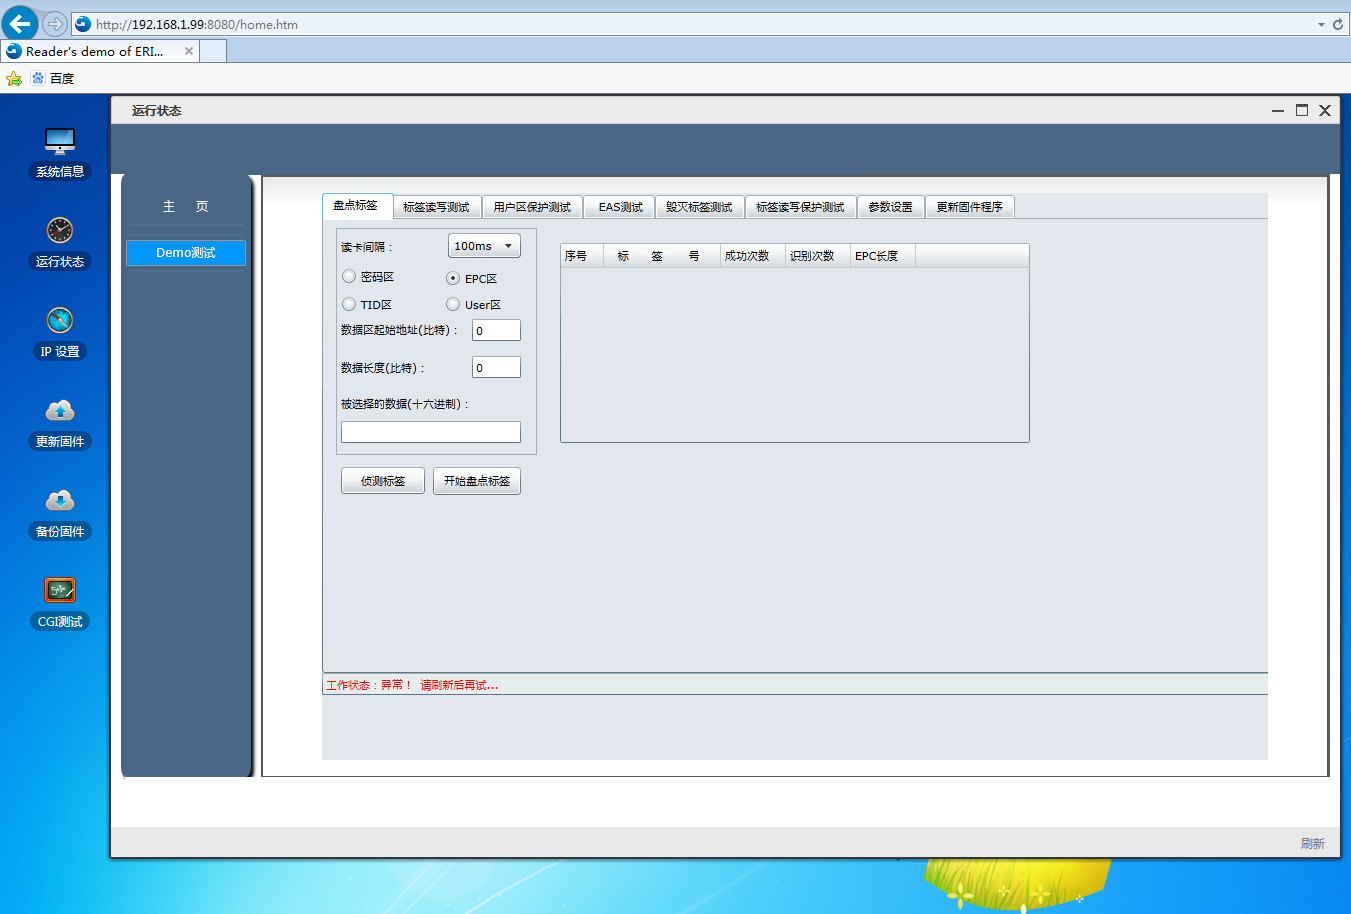 http://192.168.1.99:8080/home.htm
Reader's demo of ERI...
百度
运行状态
系统信息
运行状态
IP 设置
更新固件
备份固件
CGI测试
主 页
Demo测试
盘点标签 标签读写测试 用户区保护测试 EAS测试 毁灭标签测试 标签读写保护测试 参数设置 更新固件程序
读卡间隔： 100ms
密码区 EPC区
TID区 User区
数据区起始地址(比特)： 0
数据长度(比特)： 0
被选择的数据(十六进制)：
侦测标签 开始盘点标签
序号 标 签 号 成功次数 识别次数 EPC长度
工作状态：异常！ 请刷新后再试...
刷新